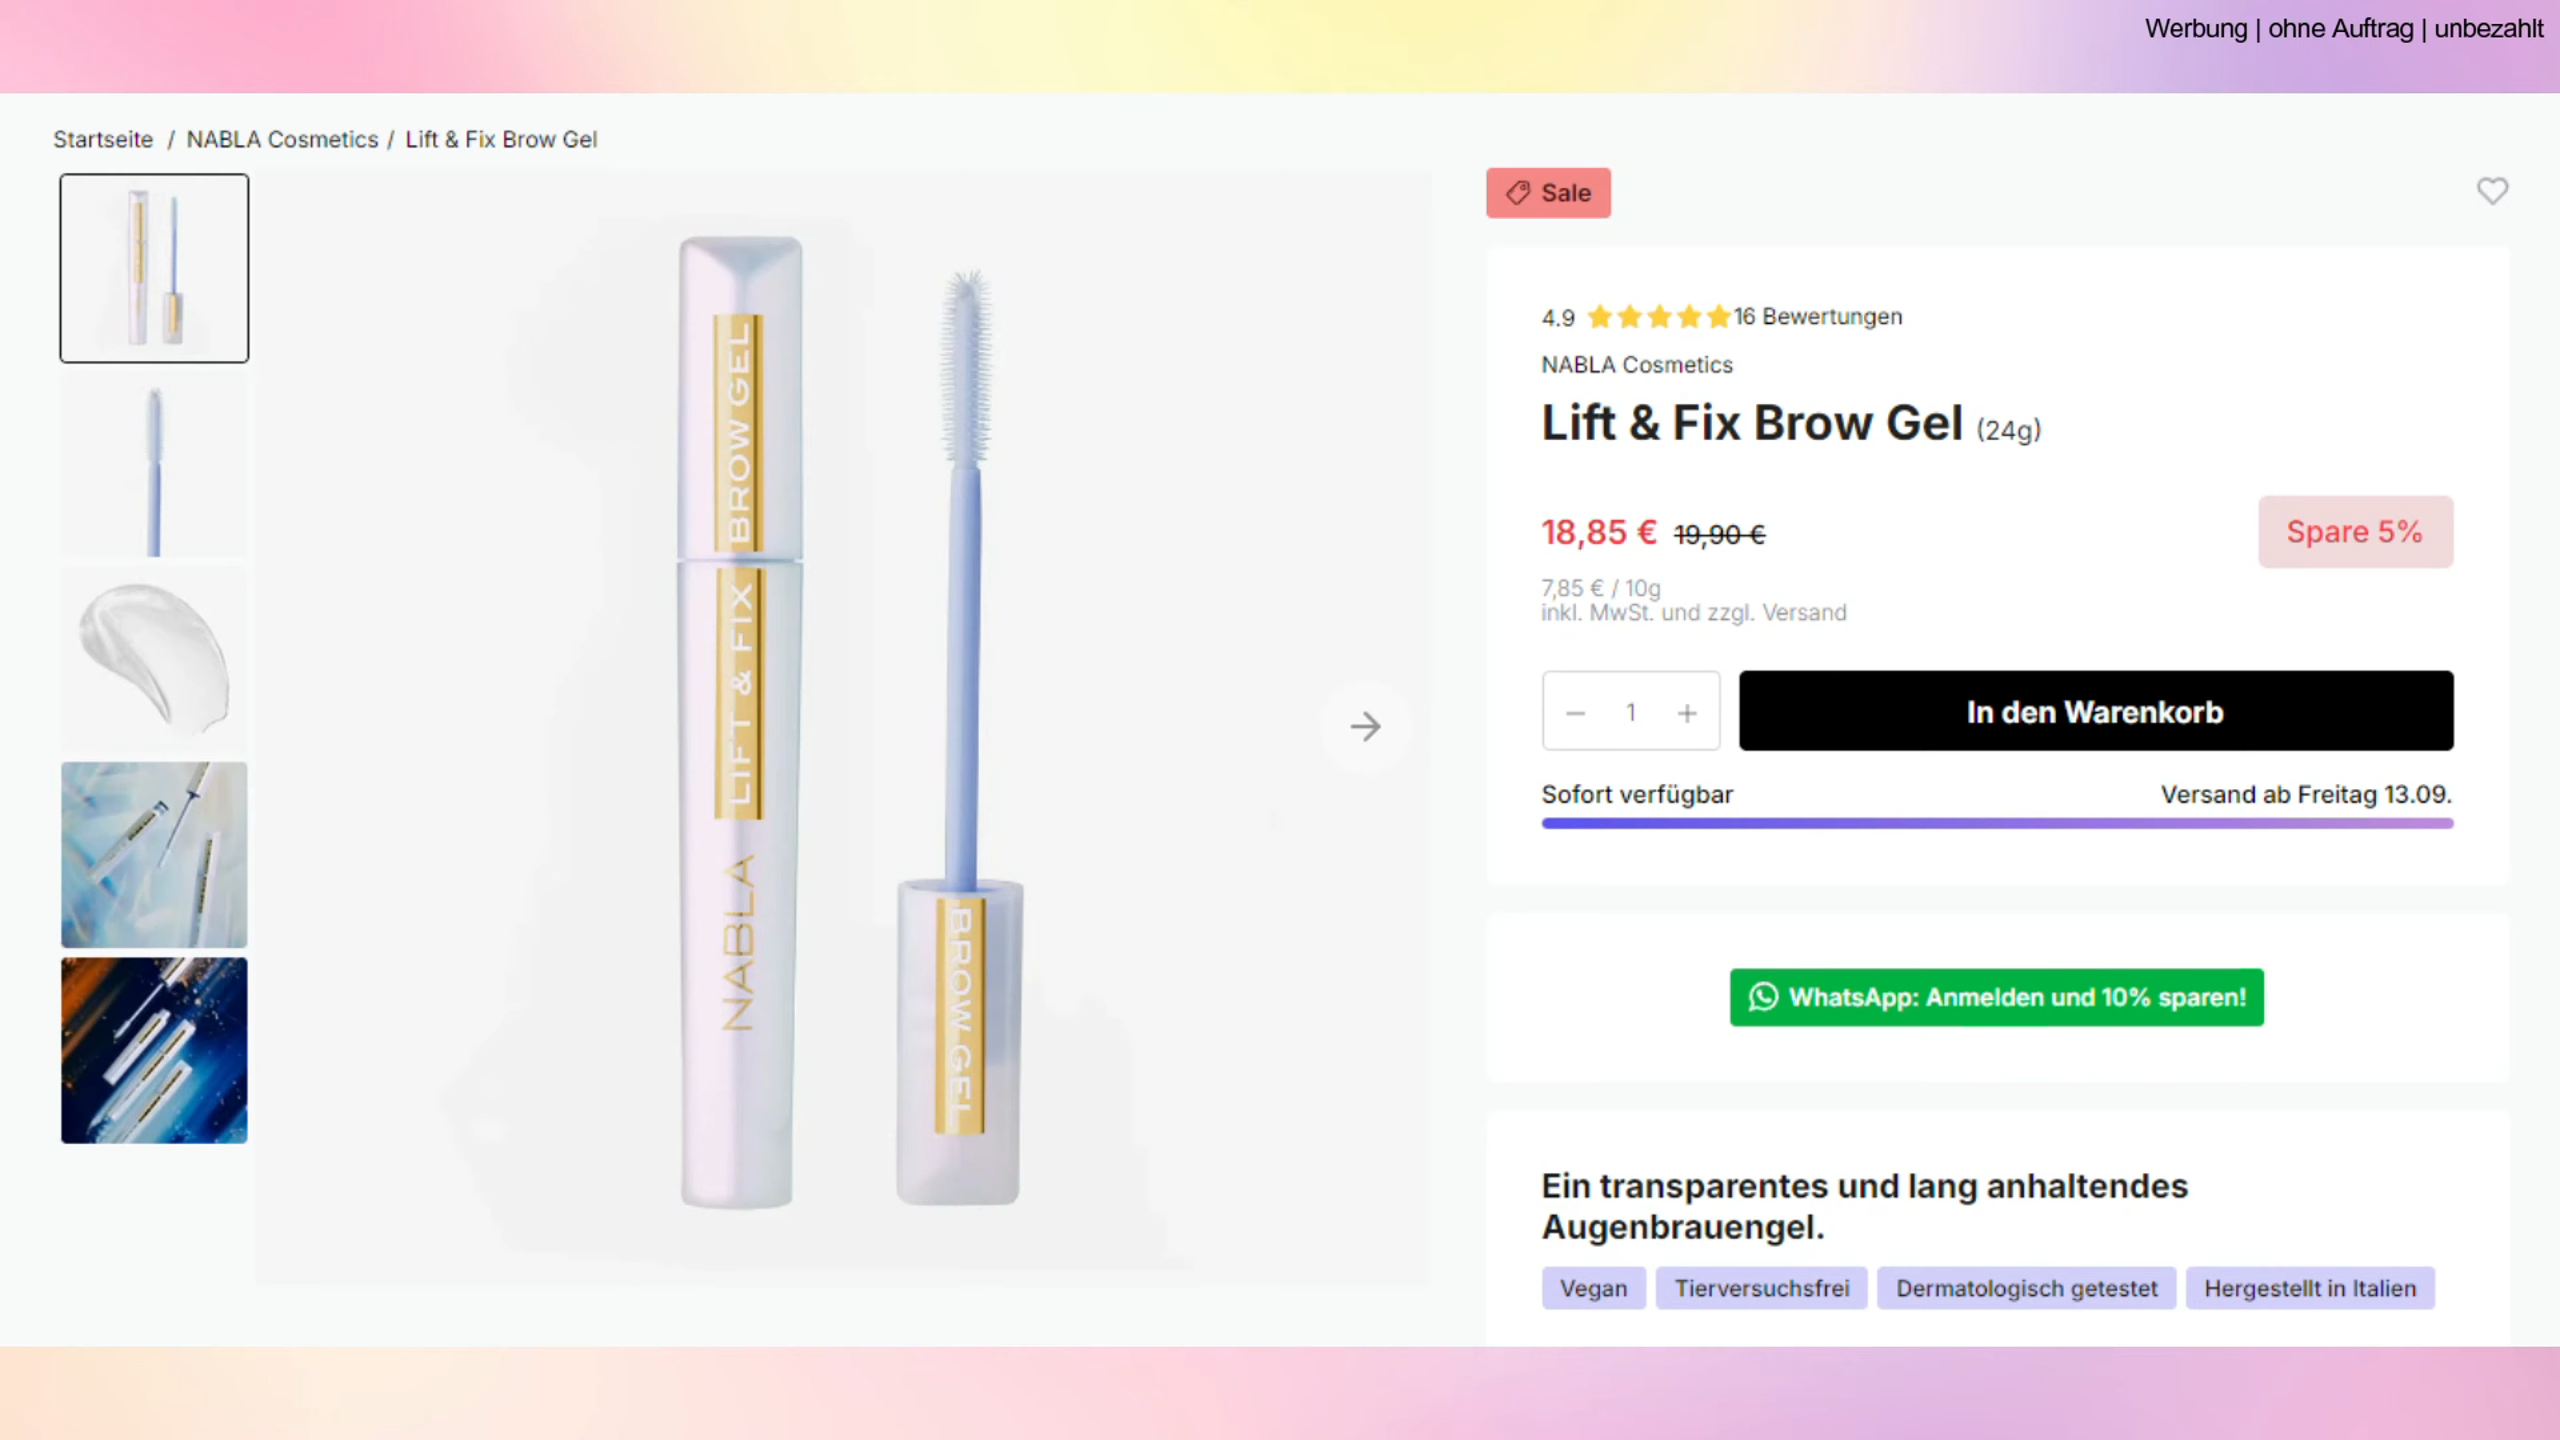 Werbung | ohne Auftrag | unbezahlt
Startseite / NABLA Cosmetics / Lift & Fix Brow Gel
BROW GEL
LIFT & FIX
NABLA
BROW GEL
Sale
4.9 16 Bewertungen
NABLA Cosmetics
Lift & Fix Brow Gel (24g)
18,85 € 19,90 €
Spare 5%
7,85 € / 10g
inkl. MwSt. und zzgl. Versand
1
In den Warenkorb
Sofort verfügbar
Versand ab Freitag 13.09.
WhatsApp: Anmelden und 10% sparen!
Ein transparentes und lang anhaltendes
Augenbrauengel.
Vegan
Tierversuchsfrei
Dermatologisch getestet
Hergestellt in Italien